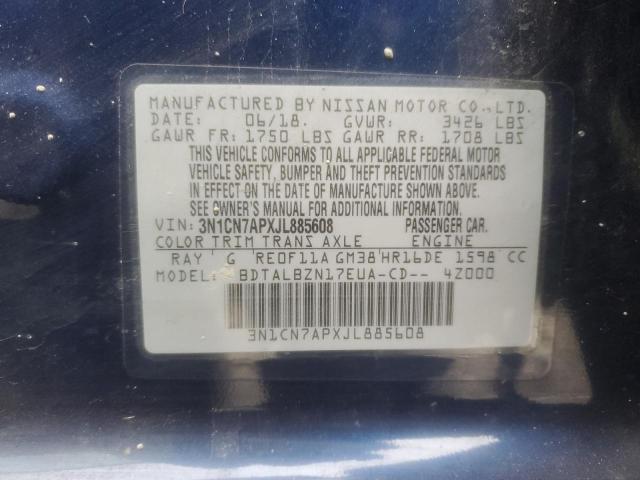 MANUFACTURED BY NISSAN MOTOR CO., LTD.
DATE: 06/18. GVWR: 3426 LBS
GAWR FR: 1750 LBS GAWR RR: 1708 LBS
THIS VEHICLE CONFORMS TO ALL APPLICABLE FEDERAL MOTOR
VEHICLE SAFETY, BUMPER AND THEFT PREVENTION STANDARDS
IN EFFECT ON THE DATE OF MANUFACTURE SHOWN ABOVE.
SEE OWNER'S MANUAL FOR ADDITIONAL INFORMATION.
VIN: 3N1CN7APXJL885608 PASSENGER CAR.
COLOR TRIM TRANS AXLE ENGINE
RAY G RE0F11A GM38 HR16DE 1598 CC
MODEL: BDTALBZN17EUA-CD-- 4Z000
3N1CN7APXJL885608